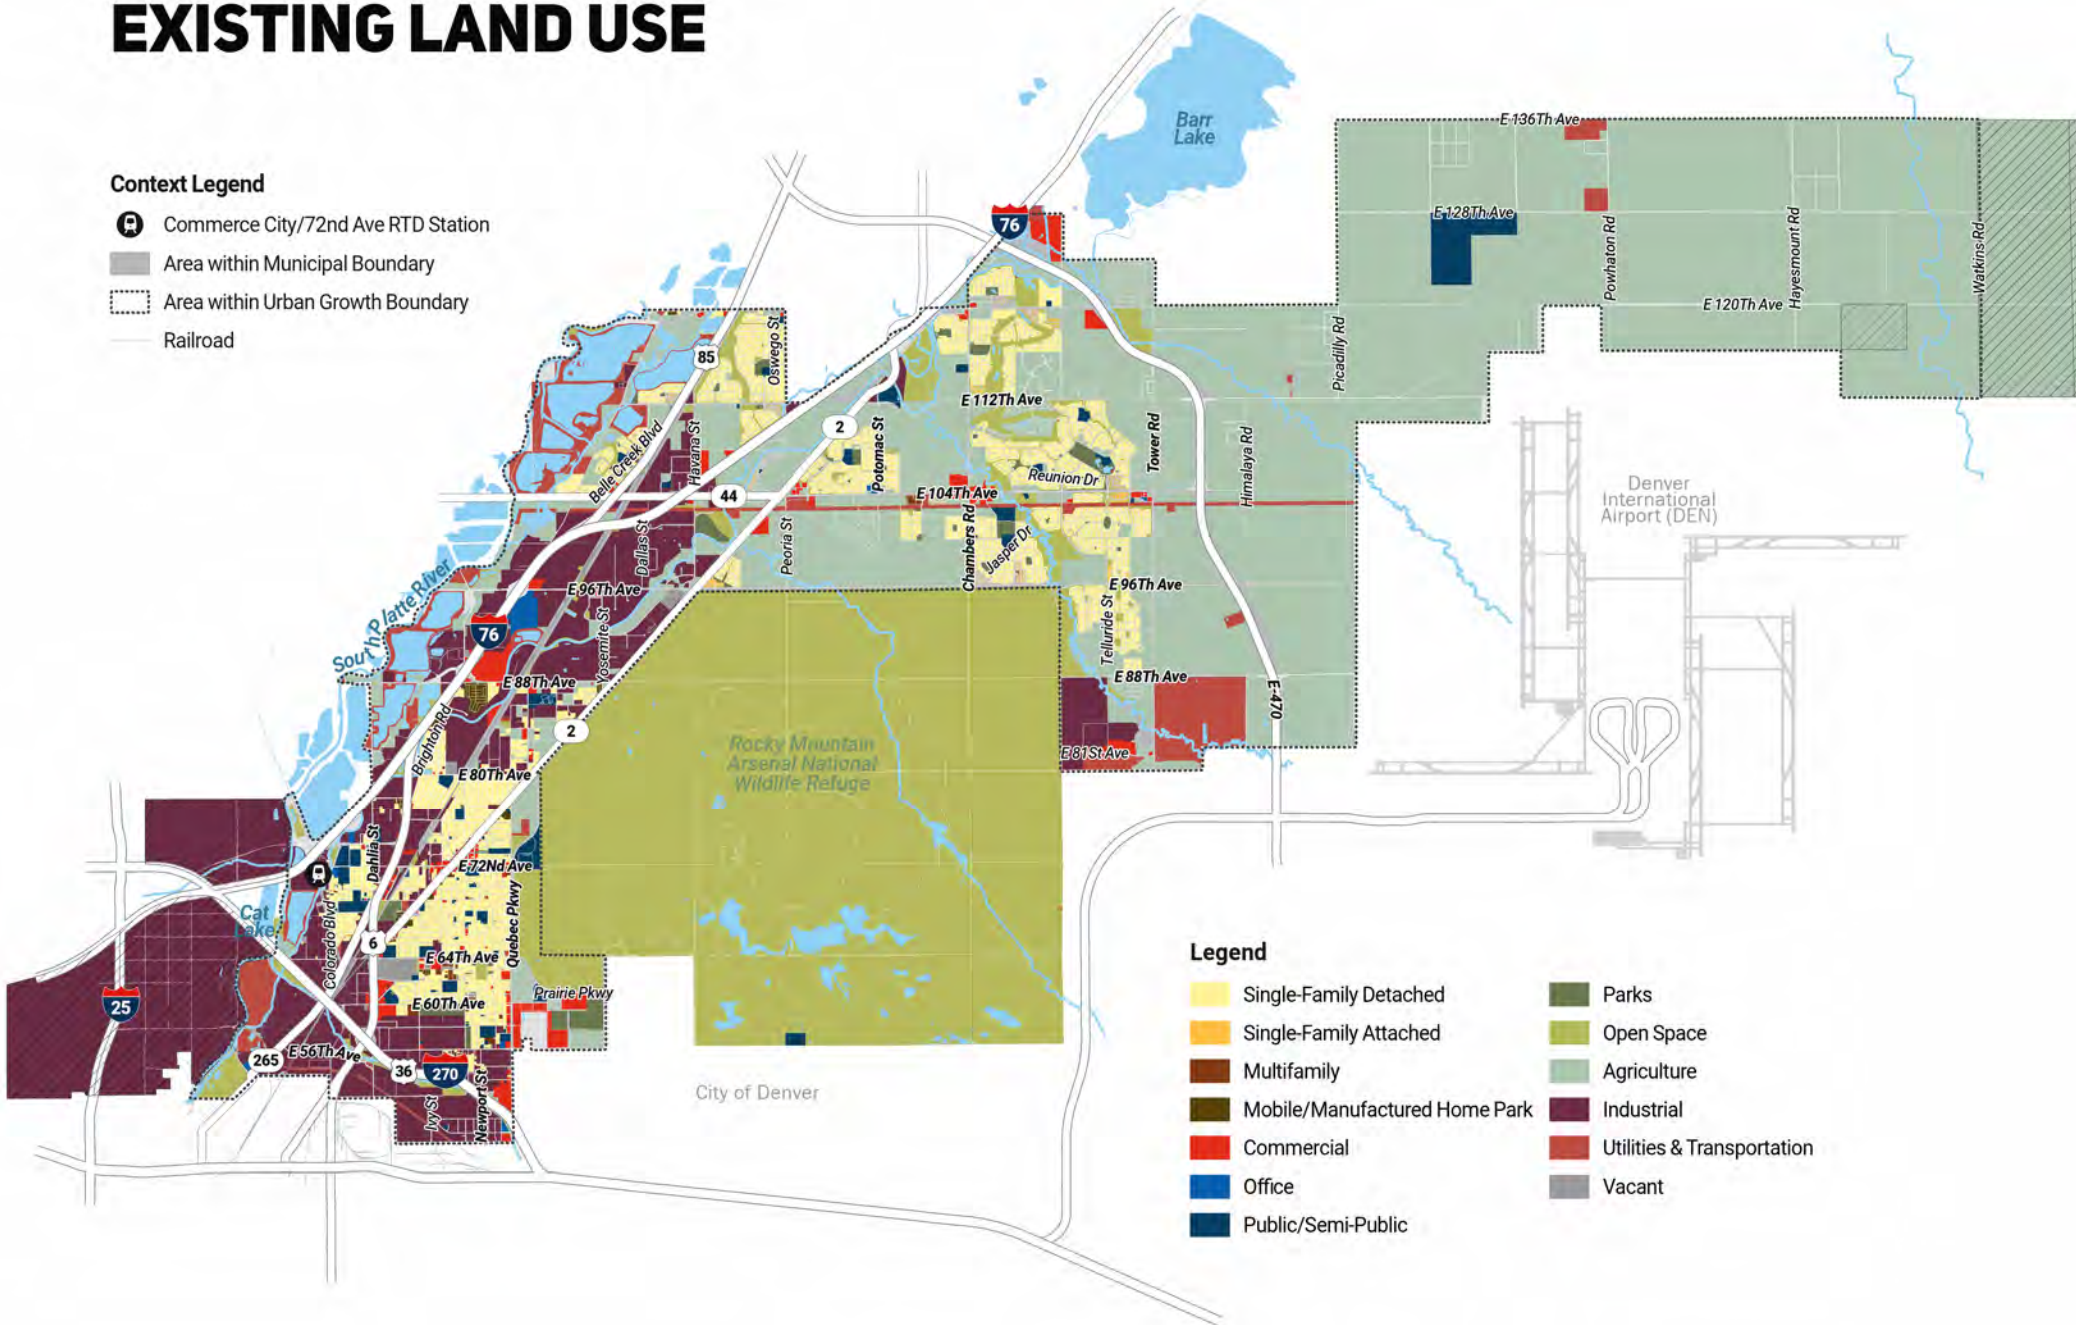 EXISTING LAND USE
Context Legend
Commerce City/72nd Ave RTD Station
Area within Municipal Boundary
Area within Urban Growth Boundary
Railroad
Barr
Lake
E 136Th Ave
E 128Th Ave
Powhaton Rd
Hayesmount Rd
Watkins Rd
E 120Th Ave
Picadilly Rd
76
85
Oswego St
E 112Th Ave
2
Potomac St
Tower Rd
Himalaya Rd
Belle Creek Blvd
Havana St
Reunion Dr
44
E 104Th Ave
Denver
International
Airport (DEN)
Dallas St
Peoria St
Chambers Rd
Jasper Dr
South Platte River
E 96Th Ave
E 96Th Ave
76
Yosemite St
Telluride St
E 88Th Ave
E 88Th Ave
E-470
Brighton Rd
2
Rocky Mountain
Arsenal National
Wildlife Refuge
E 81St Ave
E 80Th Ave
Dahlia St
E 72Nd Ave
Cat
Lake
Colorado Blvd
Quebec Pkwy
6
E 64Th Ave
Prairie Pkwy
25
E 60Th Ave
265
E 56Th Ave
36
270
Ivy St
Newport St
City of Denver
Legend
Single-Family Detached
Single-Family Attached
Multifamily
Mobile/Manufactured Home Park
Commercial
Office
Public/Semi-Public
Parks
Open Space
Agriculture
Industrial
Utilities & Transportation
Vacant